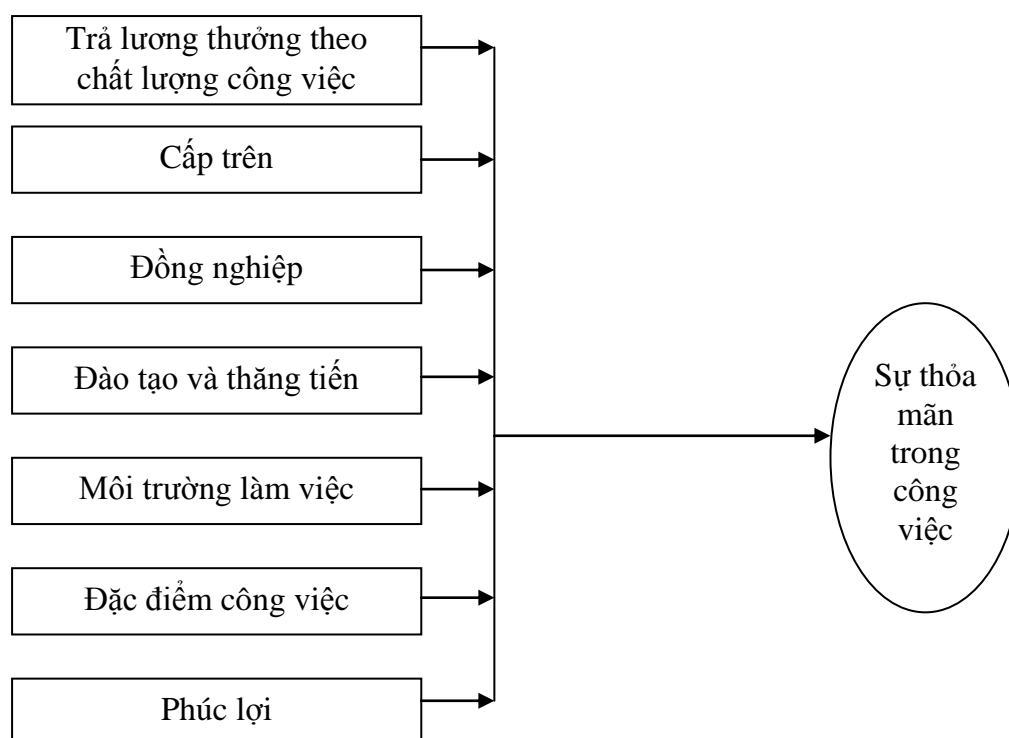 Trả lương thưởng theo
chất lượng công việc
Cấp trên
Đồng nghiệp
Đào tạo và thăng tiến
Môi trường làm việc
Đặc điểm công việc
Phúc lợi
Sự thỏa
mãn
trong
công
việc